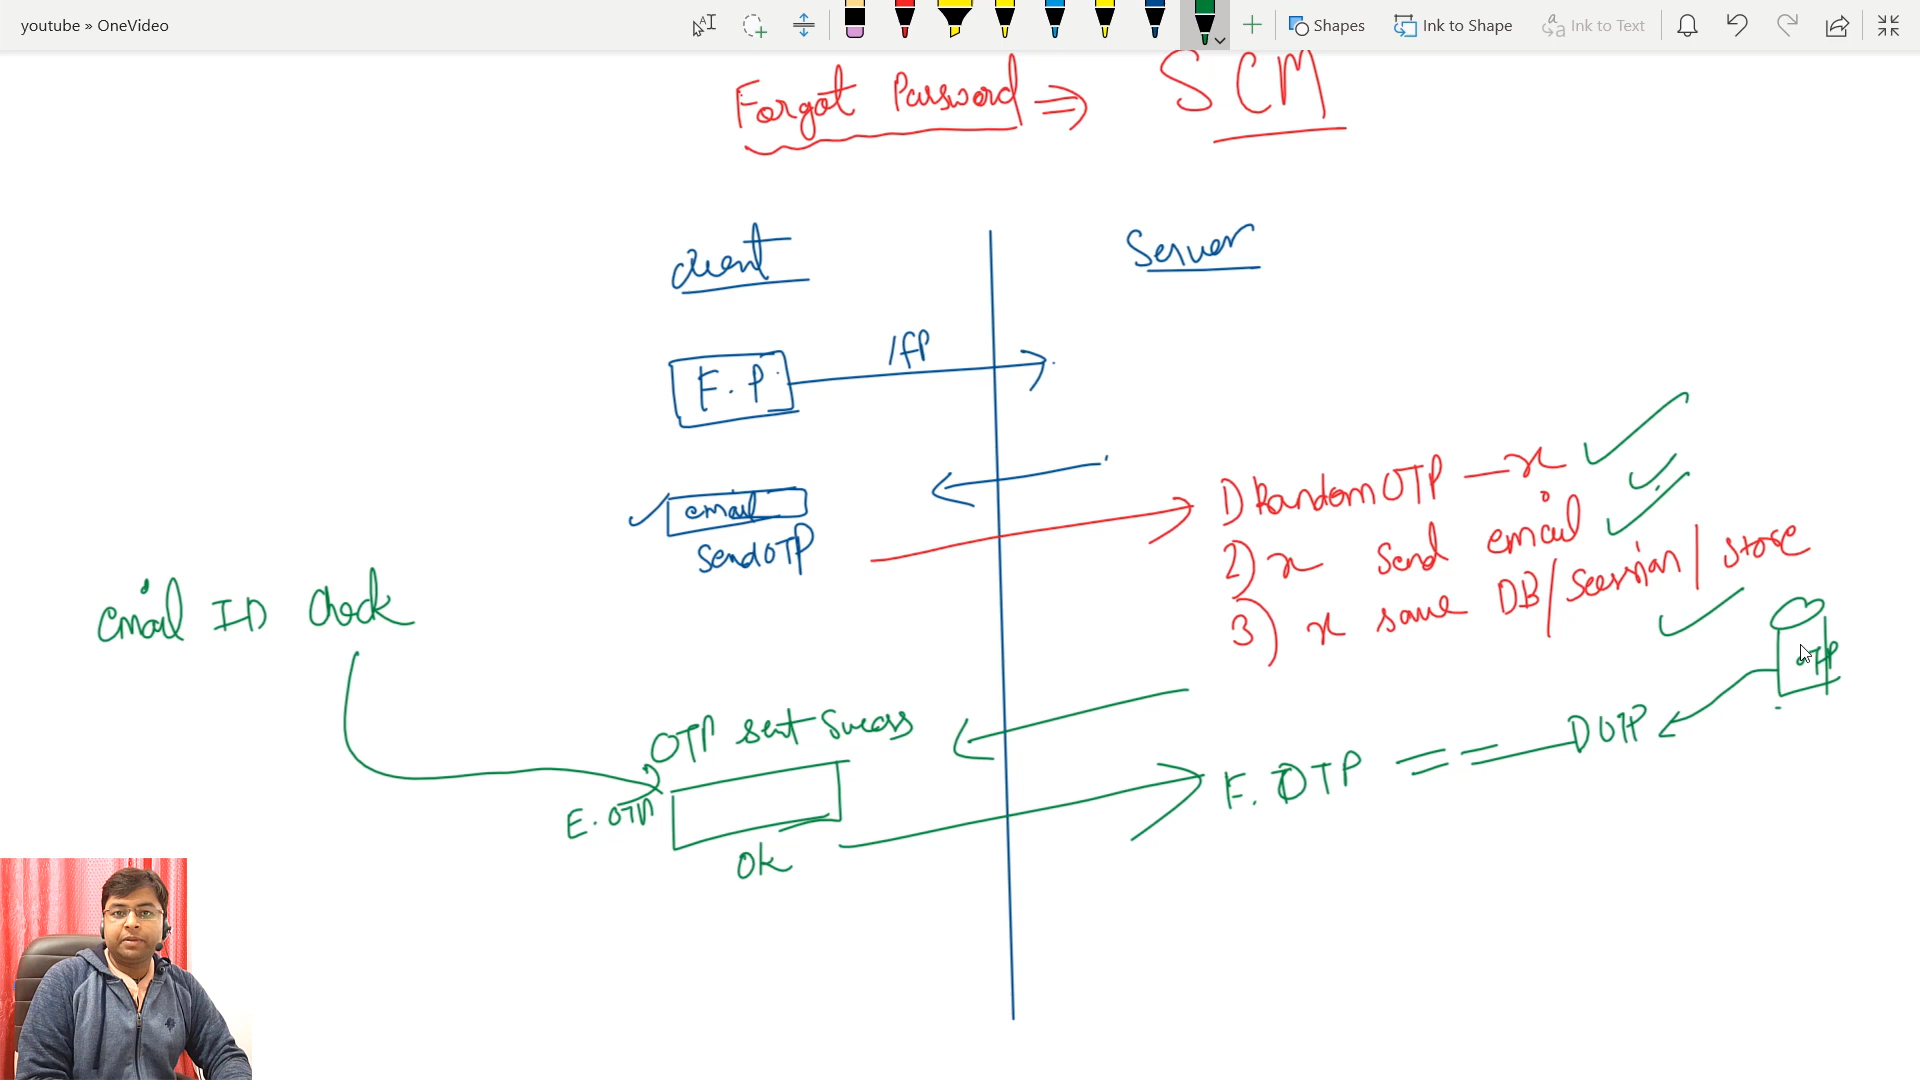 youtube » OneVideo
Shapes
Ink to Shape
Ink to Text
Forgot Password ⇒ SCM
client
Server
F.P
/fp
email
Send OTP
1) Random OTP — x
2) x Send email
3) x save DB/Session/store
Email ID Check
OTP
OTP sent Success
E. OTP
OK
E. OTP == D OTP